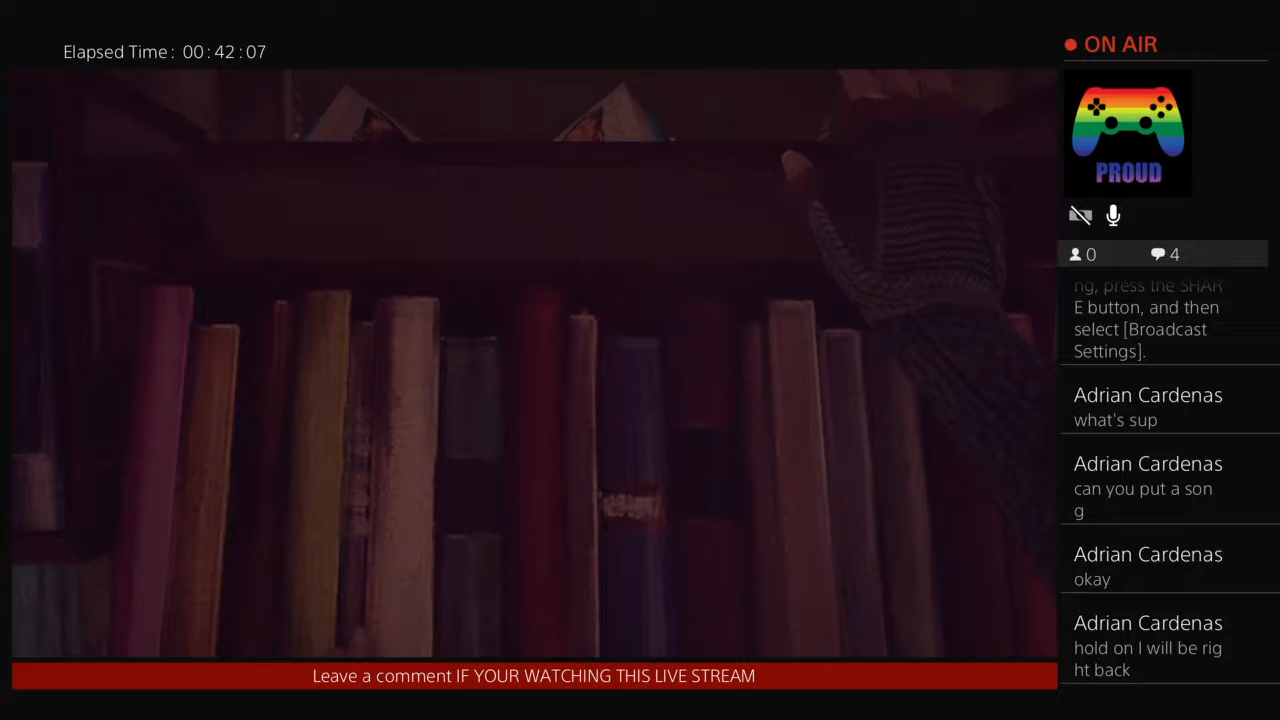 Elapsed Time: 00:42:07
ON AIR
PROUD
0 4
ng, press the SHAR
E button, and then
select [Broadcast
Settings].
Adrian Cardenas
what's sup
Adrian Cardenas
can you put a son
g
Adrian Cardenas
okay
Adrian Cardenas
hold on I will be rig
ht back
Leave a comment IF YOUR WATCHING THIS LIVE STREAM